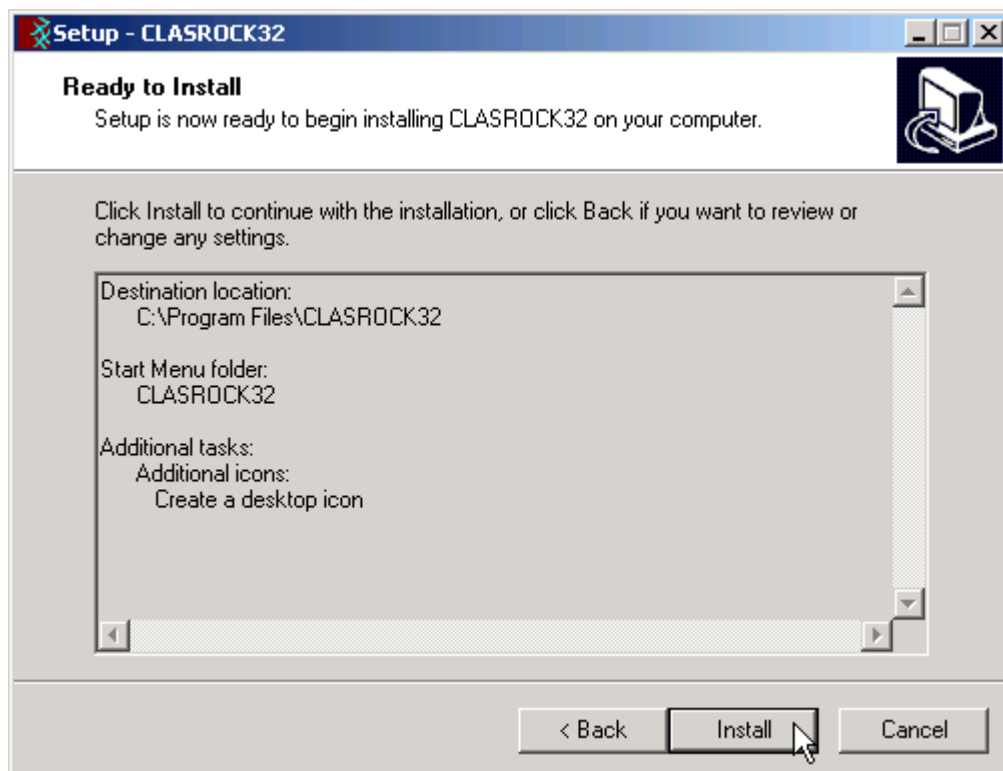 Setup - CLASROCK32
Ready to Install
Setup is now ready to begin installing CLASROCK32 on your computer.
Click Install to continue with the installation, or click Back if you want to review or
change any settings.
Destination location:
C:\Program Files\CLASROCK32
Start Menu folder:
CLASROCK32
Additional tasks:
Additional icons:
Create a desktop icon
< Back
Install
Cancel